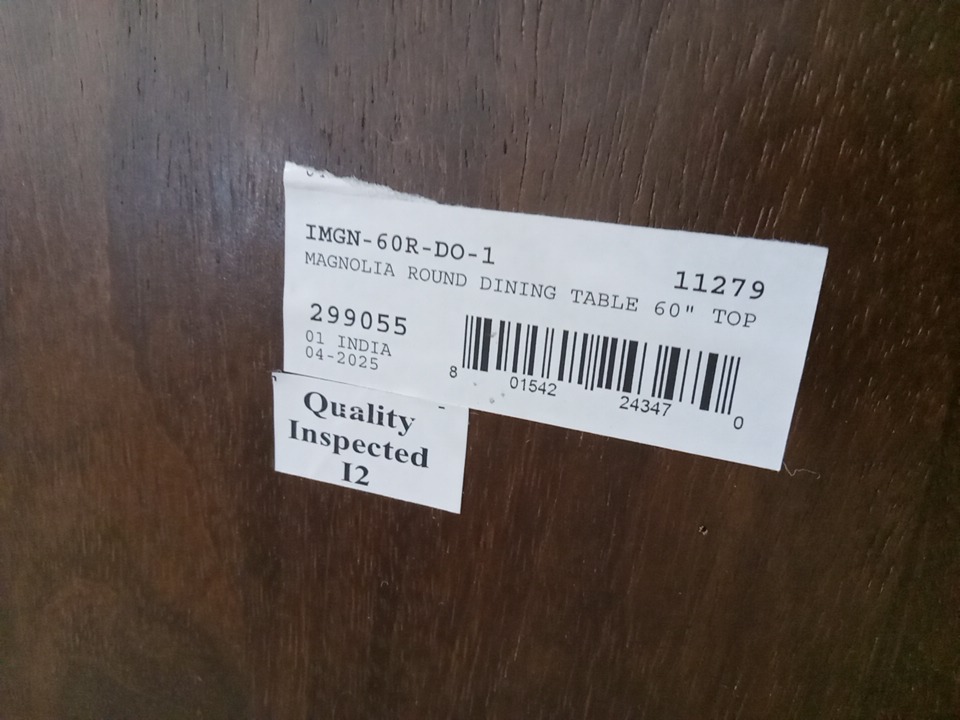 IMGN-60R-DO-1
11279
MAGNOLIA ROUND DINING TABLE 60" TOP
299055
01 INDIA
04-2025
8 01542 24347 0
Quality
Inspected
I2